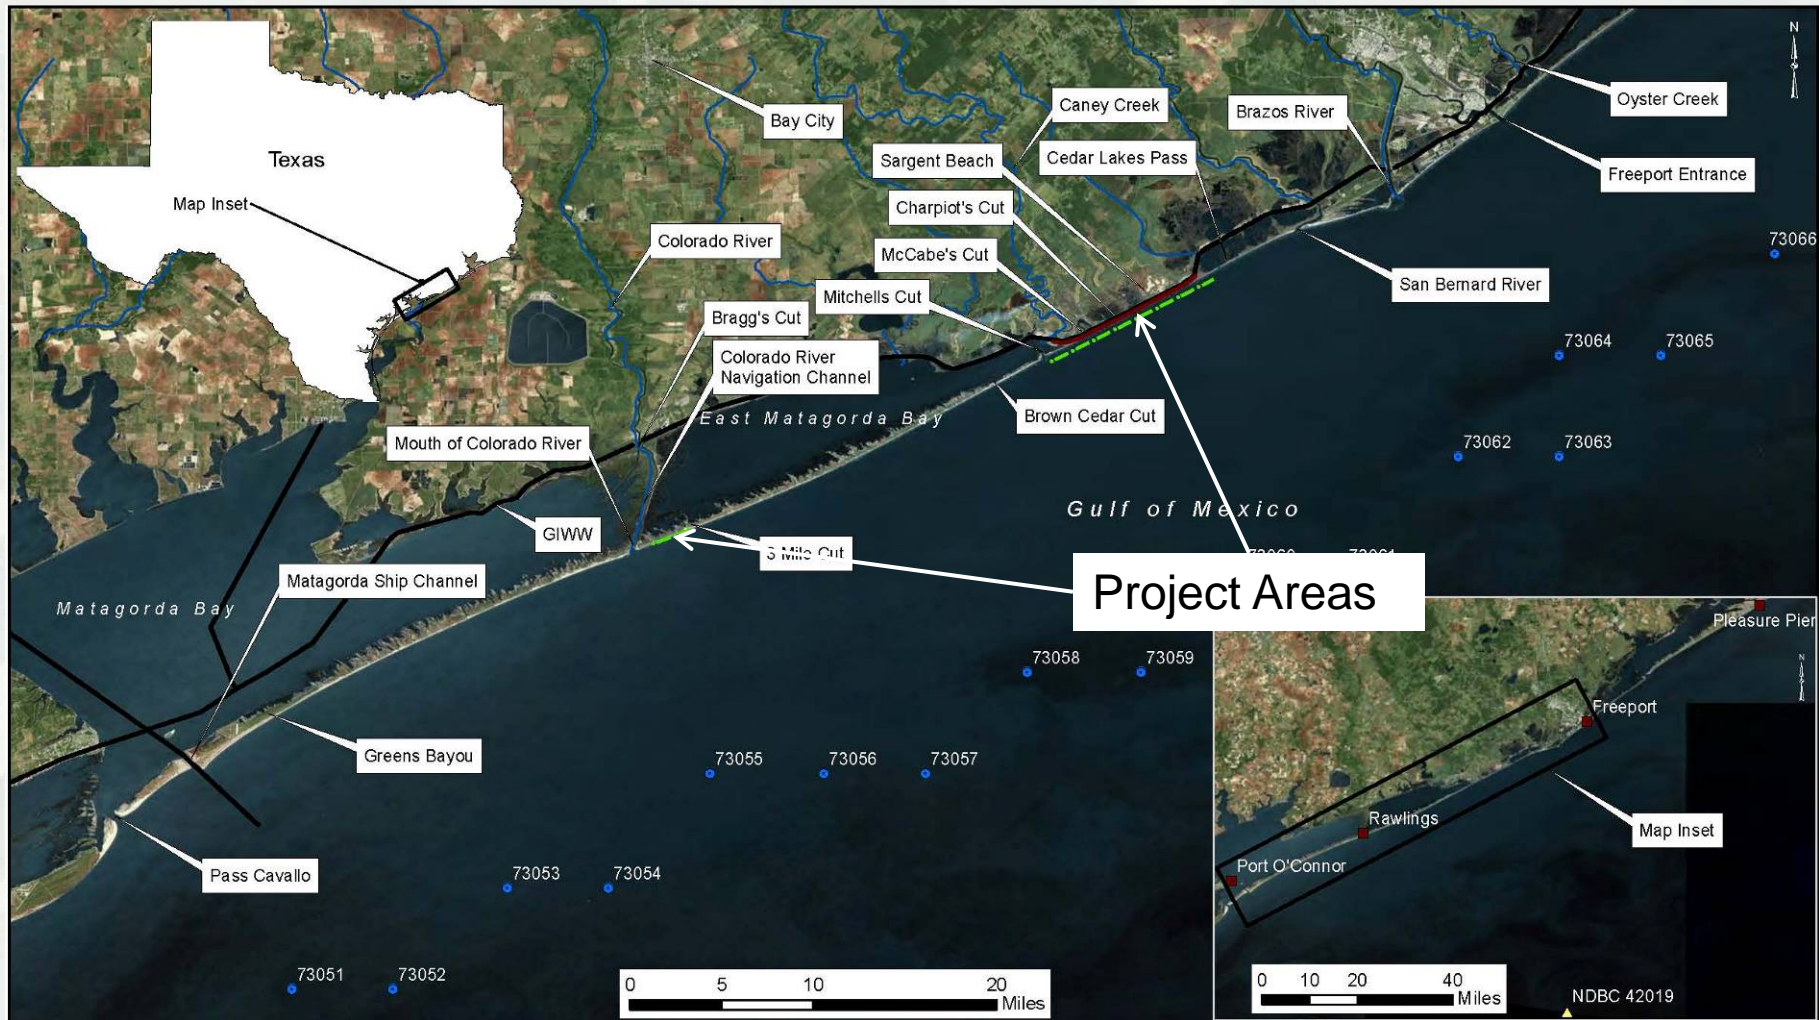 N
Oyster Creek
Caney Creek
Brazos River
Bay City
Texas
Sargent Beach
Cedar Lakes Pass
Freeport Entrance
Map Inset
Charpiot's Cut
Colorado River
McCabe's Cut
73066
San Bernard River
Mitchells Cut
Bragg's Cut
Colorado River
Navigation Channel
73064
73065
East Matagorda Bay
Brown Cedar Cut
Mouth of Colorado River
73062
73063
Gulf of Mexico
GIWW
3 Mile Cut
73060
73061
Matagorda Ship Channel
Project Areas
Matagorda Bay
Pleasure Pier
N
73058
73059
Freeport
Greens Bayou
73055
73056
73057
Rawlings
Map Inset
Pass Cavallo
73053
73054
Port O'Connor
73051
73052
0 5 10 20
Miles
0 10 20 40
Miles
NDBC 42019